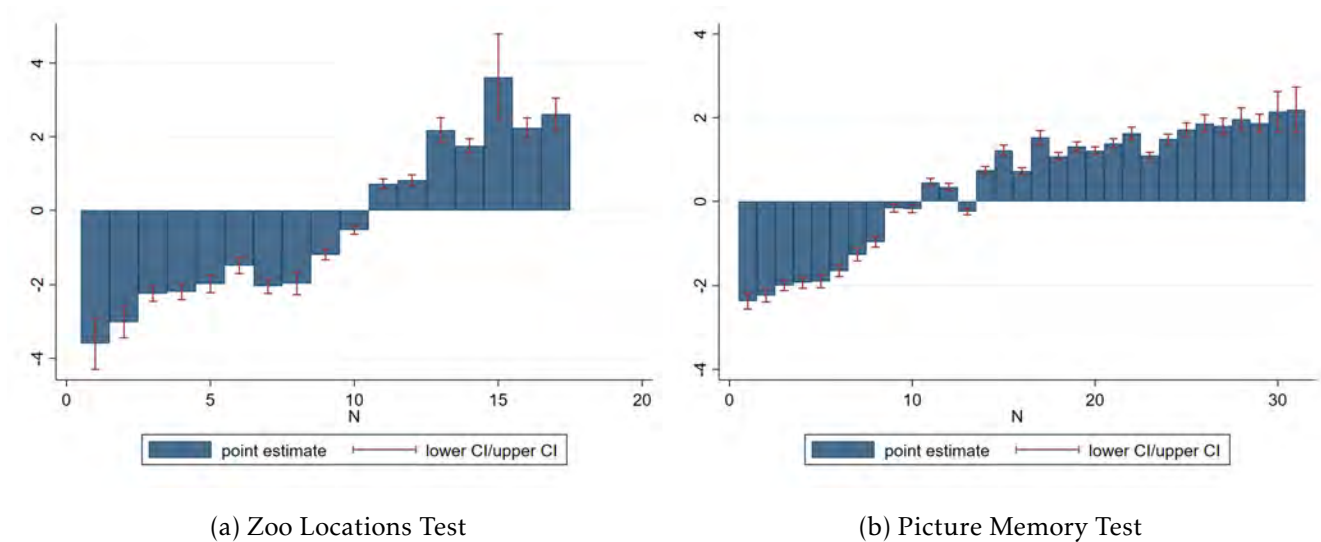 4
2
0
-2
-4
0 5 10 15 20
N
point estimate lower CI/upper CI
(a) Zoo Locations Test
4
2
0
-2
-4
0 10 20 30
N
point estimate lower CI/upper CI
(b) Picture Memory Test